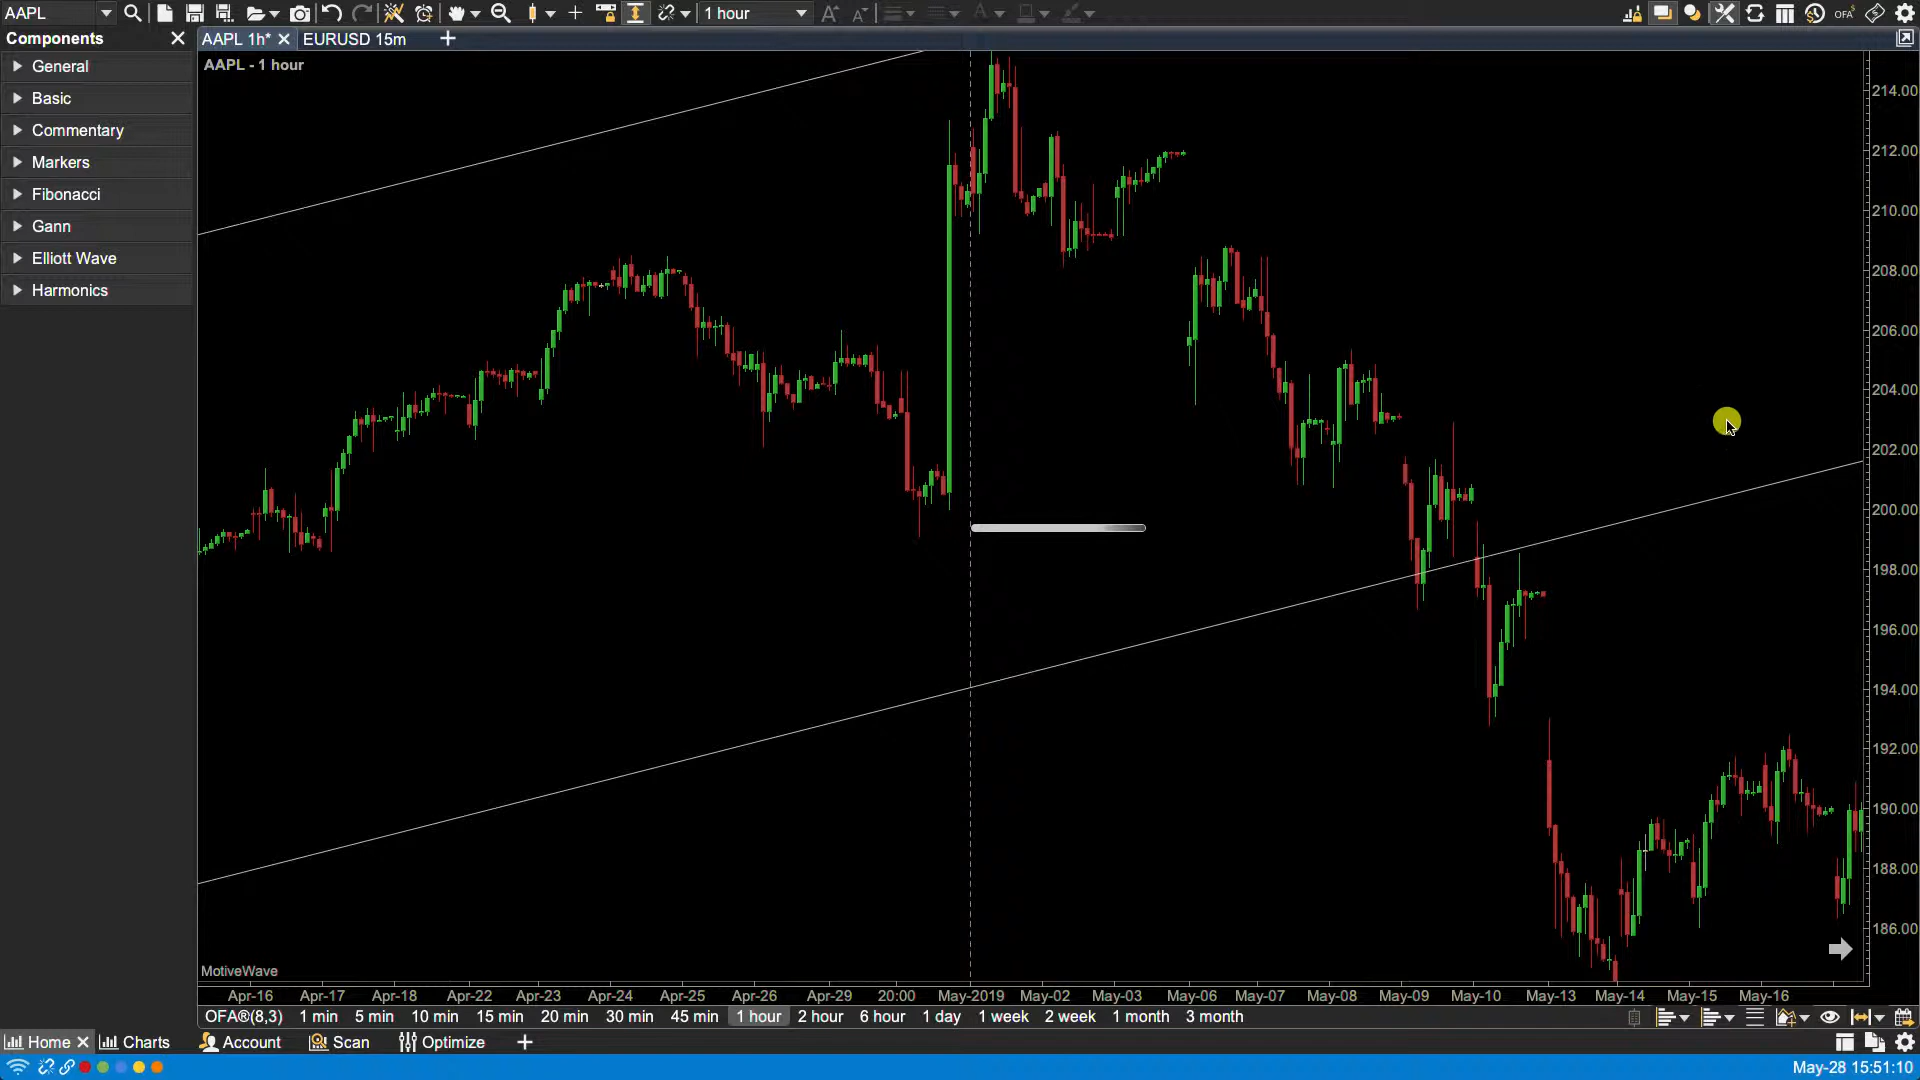 AAPL
1 hour
OFA
Components
AAPL 1h*
EURUSD 15m
General
Basic
Commentary
Markers
Fibonacci
Gann
Elliott Wave
Harmonics
AAPL - 1 hour
214.00
212.00
210.00
208.00
206.00
204.00
202.00
200.00
198.00
196.00
194.00
192.00
190.00
188.00
186.00
MotiveWave
Apr-16 Apr-17 Apr-18 Apr-22 Apr-23 Apr-24 Apr-25 Apr-26 Apr-29 20:00 May-2019 May-02 May-03 May-06 May-07 May-08 May-09 May-10 May-13 May-14 May-15 May-16
OFA®(8,3) 1 min 5 min 10 min 15 min 20 min 30 min 45 min 1 hour 2 hour 6 hour 1 day 1 week 2 week 1 month 3 month
Home Charts Account Scan Optimize
May-28 15:51:10